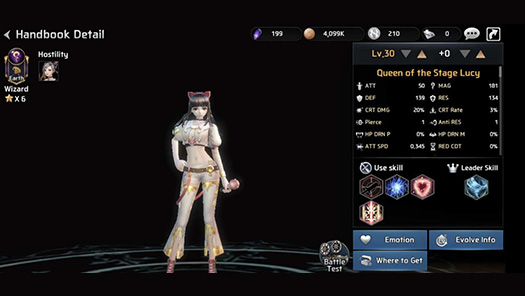 Handbook Detail
199
4,099K
210
0
Earth
Wizard
X 6
Hostility
Lv.30
+0
Queen of the Stage Lucy
ATT 50 MAG 181
DEF 139 RES 134
CRT DMG 20% CRT Rate 3%
Pierce 1 Anti RES 1
HP DRN P 0% HP DRN M 0%
ATT SPD 0.345 RED CDT 0%
Use skill
Leader Skill
Emotion
Evolve Info
Where to Get
Battle
Test